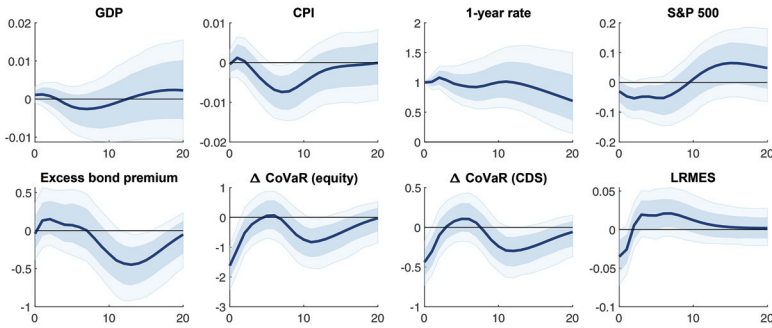 GDP CPI 1-year rate S&P 500
0.02 0.01 2 0.2
0.01 0 1.5 0.1
0 -0.01 1 0
0.5 -0.1
0.01 -0.02 0 -0.2
0 10 20 0 10 20 0 10 20 0 10 20
Excess bond premium Δ CoVaR (equity) Δ CoVaR (CDS) LRMES
0.5 1 0.5 0.05
0 0 0 0
-1
-0.5 -0.5 -0.05
-2
-1 -3 -1 -0.1
0 10 20 0 10 20 0 10 20 0 10 20